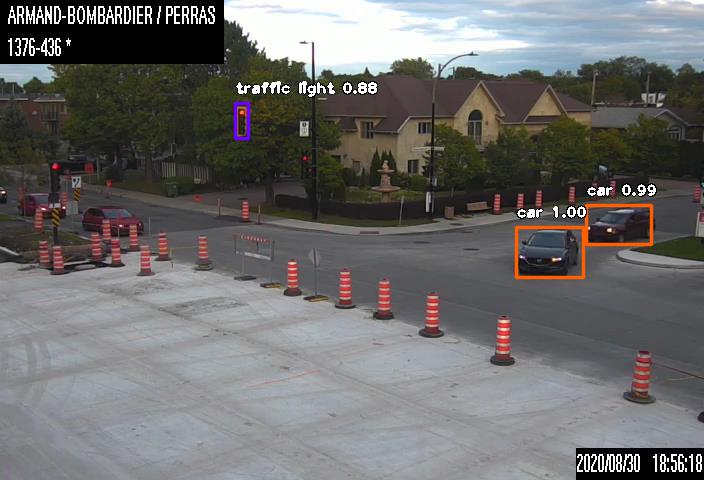 ARMAND-BOMBARDIER / PERRAS
1376-436 *
traffic light 0.88
car 0.99
car 1.00
2020/08/30 18:56:18